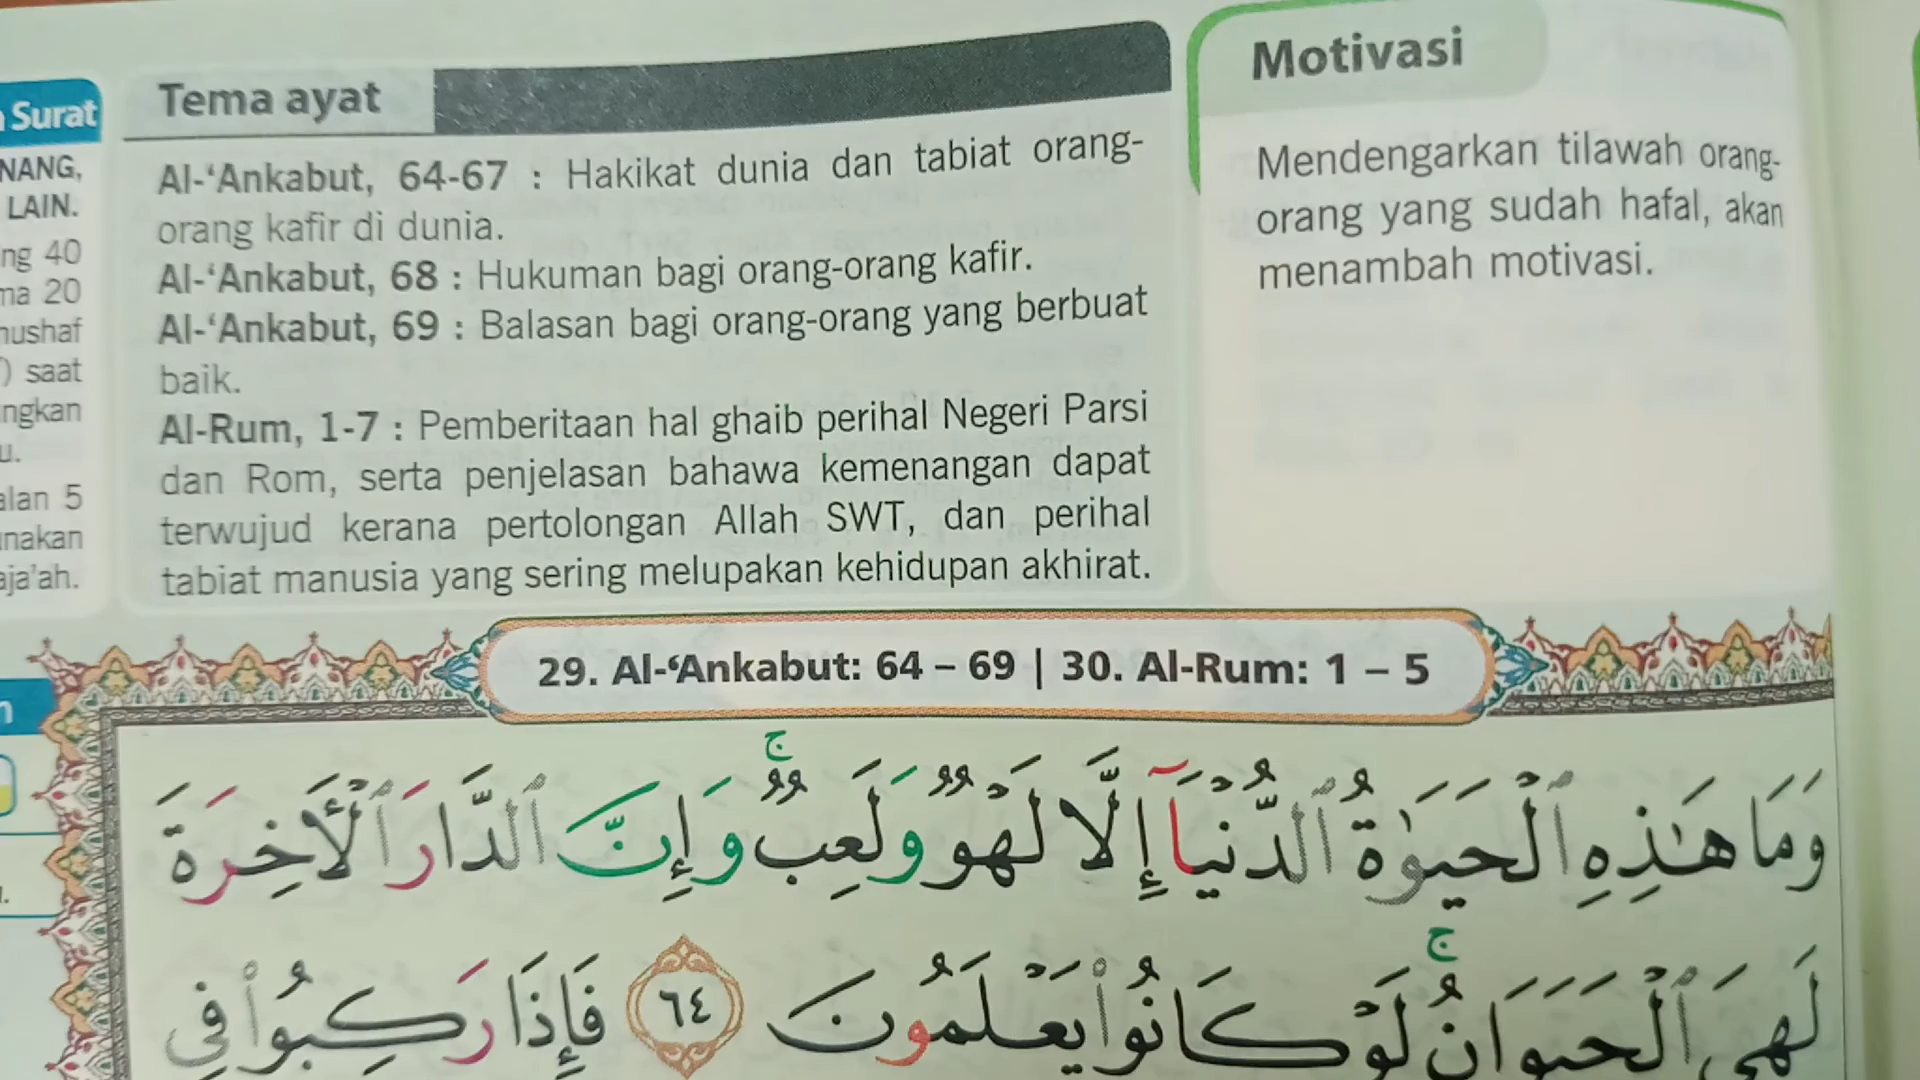 Surat
NANG,
LAIN.
ng 40
ma 20
nushaf
) saat
ngkan
u.
alan 5
nakan
aja'ah.
Tema ayat
Al-‘Ankabut, 64-67 : Hakikat dunia dan tabiat orang-
orang kafir di dunia.
Al-‘Ankabut, 68 : Hukuman bagi orang-orang kafir.
Al-‘Ankabut, 69 : Balasan bagi orang-orang yang berbuat
baik.
Al-Rum, 1-7 : Pemberitaan hal ghaib perihal Negeri Parsi
dan Rom, serta penjelasan bahawa kemenangan dapat
terwujud kerana pertolongan Allah SWT, dan perihal
tabiat manusia yang sering melupakan kehidupan akhirat.
Motivasi
Mendengarkan tilawah orang-
orang yang sudah hafal, akan
menambah motivasi.
29. Al-‘Ankabut: 64 – 69 | 30. Al-Rum: 1 – 5
وَمَا هَـٰذِهِ ٱلْحَيَوٰةُ ٱلدُّنْيَآ إِلَّا لَهْوٌ وَلَعِبٌ ۚ وَإِنَّ ٱلدَّارَ ٱلْأَخِرَةَ
لَهِىَ ٱلْحَيَوَانُ ۚ لَوْ كَانُوا۟ يَعْلَمُونَ ٦٤ فَإِذَا رَكِبُوا۟ فِى